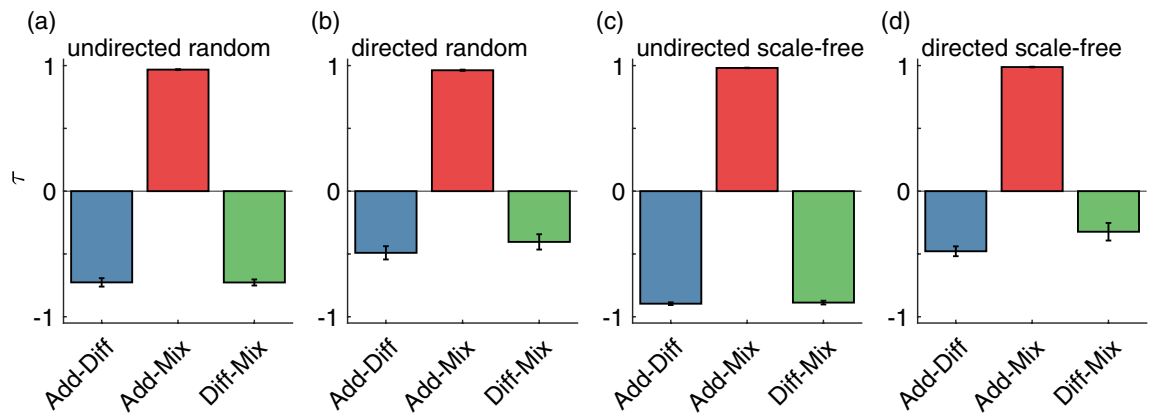 (a)
undirected random
(b)
directed random
(c)
undirected scale-free
(d)
directed scale-free
1
0
-1
τ
Add-Diff
Add-Mix
Diff-Mix
1
0
-1
Add-Diff
Add-Mix
Diff-Mix
1
0
-1
Add-Diff
Add-Mix
Diff-Mix
1
0
-1
Add-Diff
Add-Mix
Diff-Mix